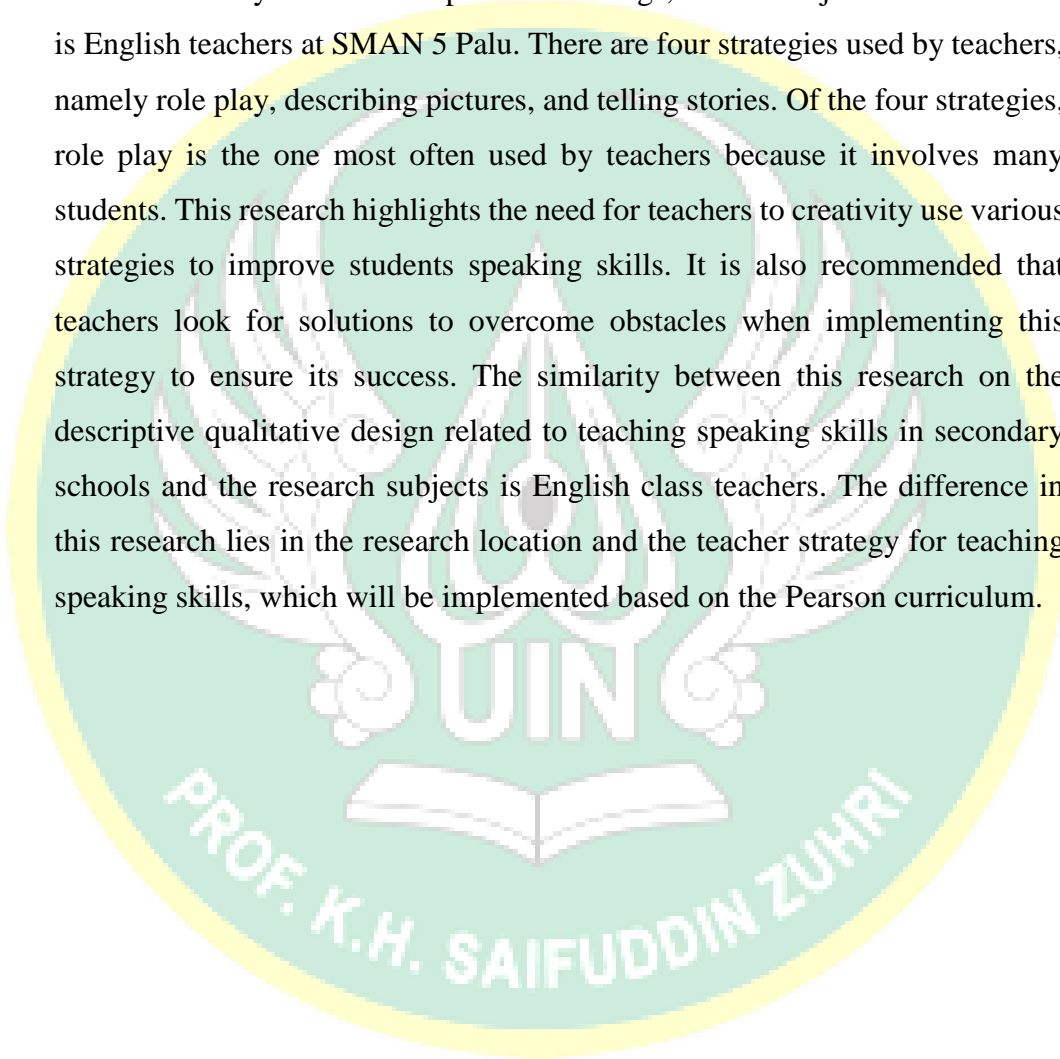 is English teachers at SMAN 5 Palu. There are four strategies used by teachers,
namely role play, describing pictures, and telling stories. Of the four strategies,
role play is the one most often used by teachers because it involves many
students. This research highlights the need for teachers to creativity use various
strategies to improve students speaking skills. It is also recommended that
teachers look for solutions to overcome obstacles when implementing this
strategy to ensure its success. The similarity between this research on the
descriptive qualitative design related to teaching speaking skills in secondary
schools and the research subjects is English class teachers. The difference in
this research lies in the research location and the teacher strategy for teaching
speaking skills, which will be implemented based on the Pearson curriculum.
UIN
PROF. K.H. SAIFUDDIN ZUHRI